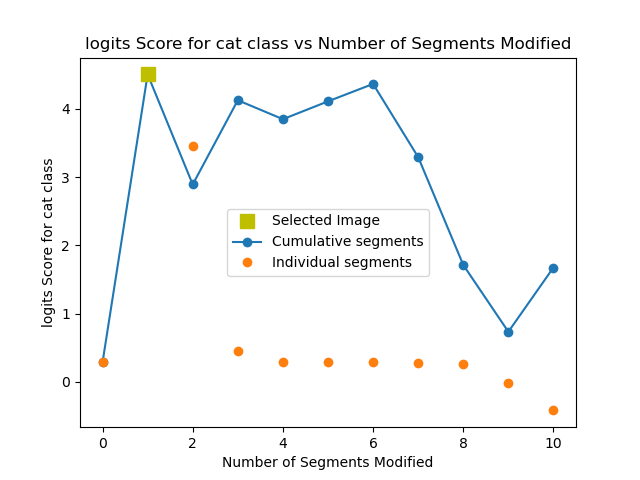 logits Score for cat class vs Number of Segments Modified
logits Score for cat class
4
3
2
1
0
Selected Image
Cumulative segments
Individual segments
0 2 4 6 8 10
Number of Segments Modified